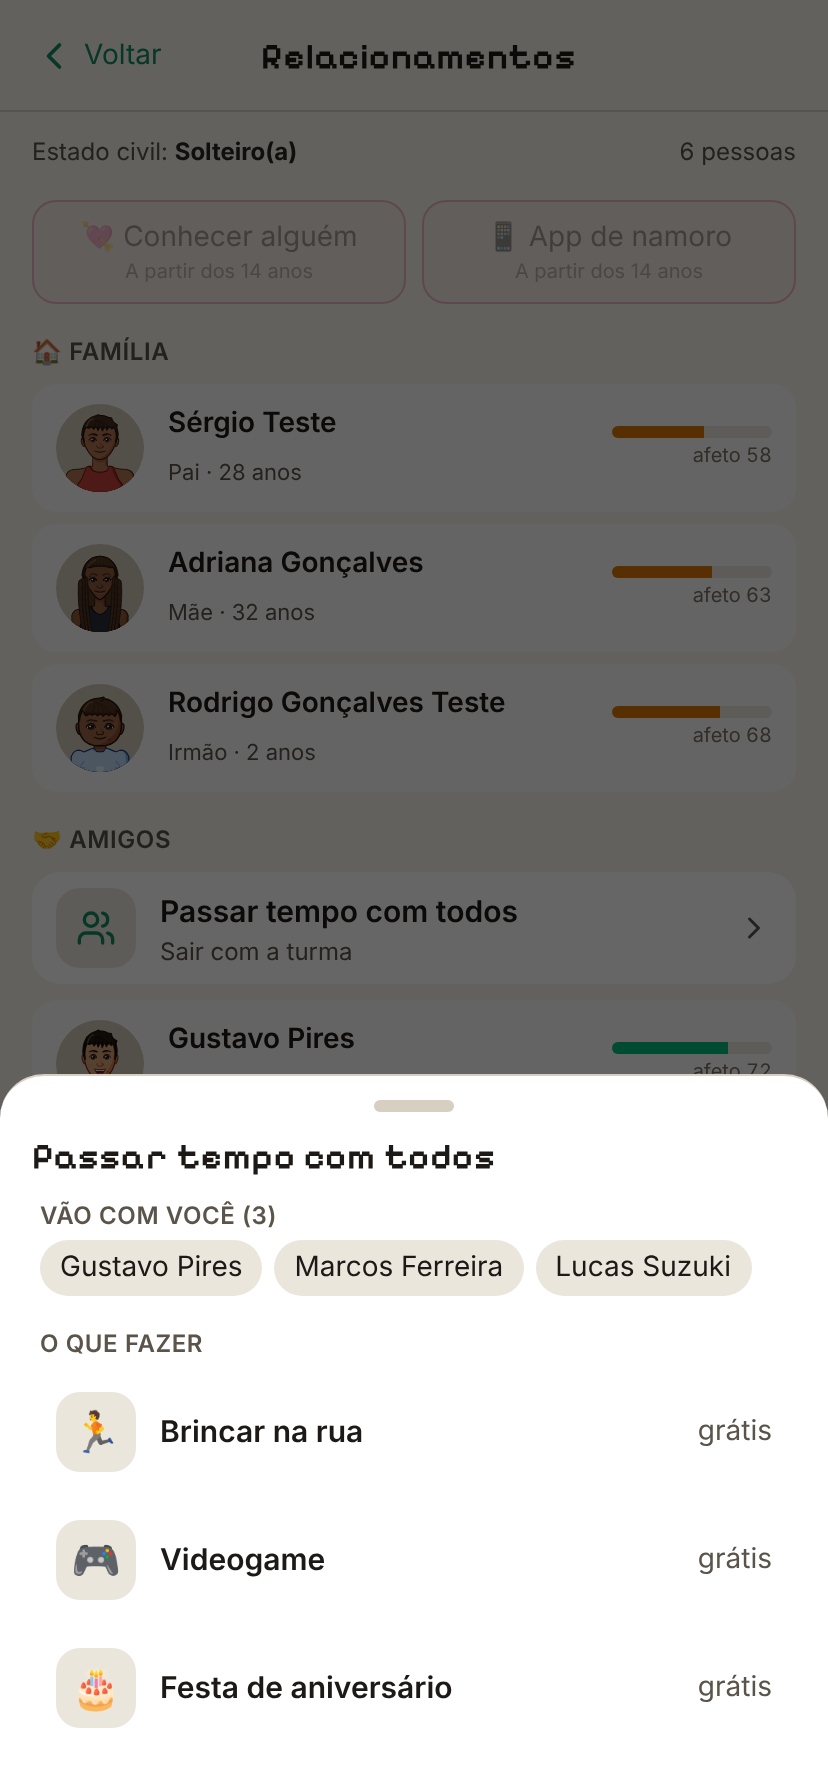 Voltar
Relacionamentos
Estado civil: Solteiro(a)
6 pessoas
Conhecer alguém
A partir dos 14 anos
App de namoro
A partir dos 14 anos
FAMÍLIA
Sérgio Teste
Pai · 28 anos
afeto 58
Adriana Gonçalves
Mãe · 32 anos
afeto 63
Rodrigo Gonçalves Teste
Irmão · 2 anos
afeto 68
AMIGOS
Passar tempo com todos
Sair com a turma
Gustavo Pires
afeto 72
Passar tempo com todos
VÃO COM VOCÊ (3)
Gustavo Pires
Marcos Ferreira
Lucas Suzuki
O QUE FAZER
Brincar na rua
grátis
Videogame
grátis
Festa de aniversário
grátis